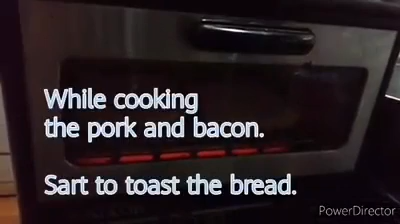 While cooking
the pork and bacon.
Sart to toast the bread.
PowerDirector